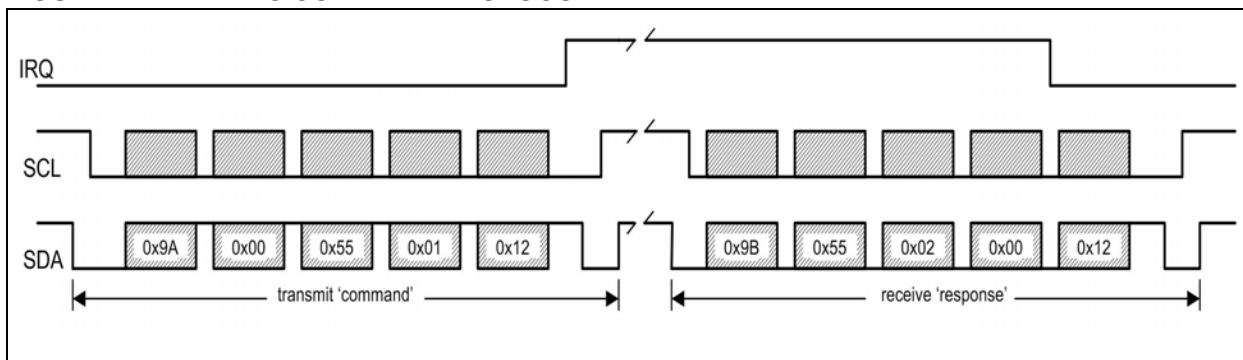 IRQ
SCL
SDA
0x9A 0x00 0x55 0x01 0x12 0x9B 0x55 0x02 0x00 0x12
transmit ‘command’ receive ‘response’